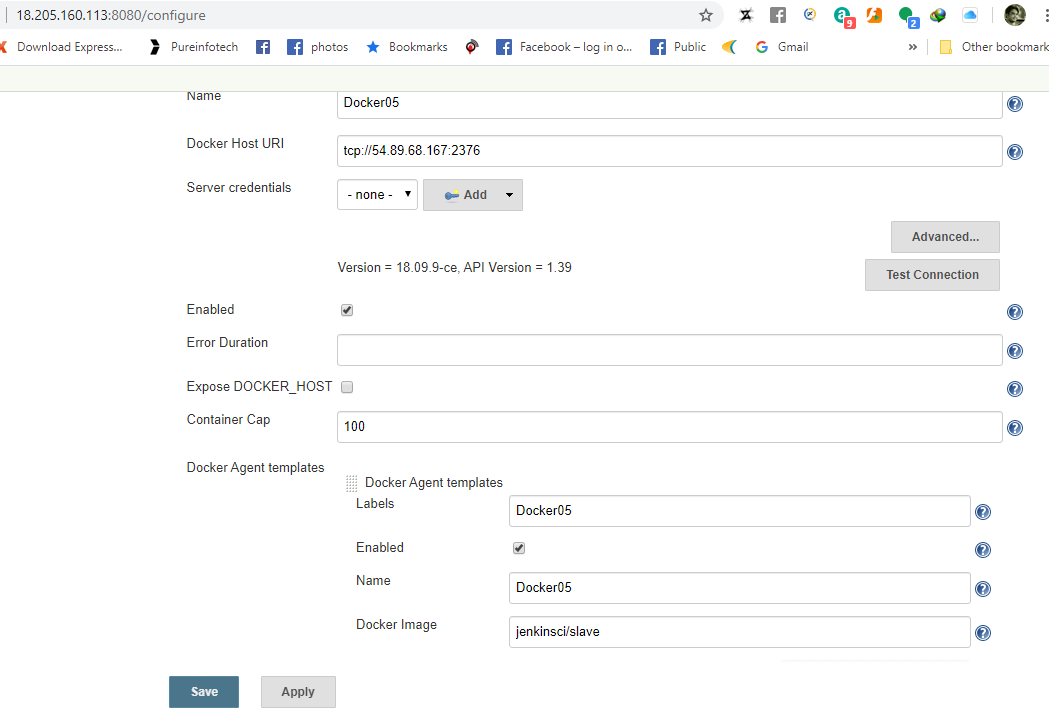 18.205.160.113:8080/configure
9
2
Download Express...
Pureinfotech
photos
Bookmarks
Facebook – log in o...
Public
Gmail
»
Other bookmark
Name
Docker05
Docker Host URI
tcp://54.89.68.167:2376
Server credentials
- none -
Add
Advanced...
Version = 18.09.9-ce, API Version = 1.39
Test Connection
Enabled
Error Duration
Expose DOCKER_HOST
Container Cap
100
Docker Agent templates
Docker Agent templates
Labels
Docker05
Enabled
Name
Docker05
Docker Image
jenkinsci/slave
Save
Apply